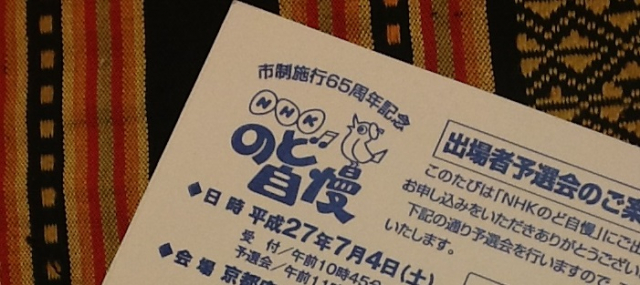 市制施行65周年記念
NHK
のど
自慢
◆日 時 平成27年7月4日(土)
受 付/午前10時45分
予選会/午前11
◆会 場 京都
出場者予選会のご
このたびは「NHKのど自慢」にご
お申し込みをいただきありがとうござい
下記の通り予選会を行いますので
いたします。